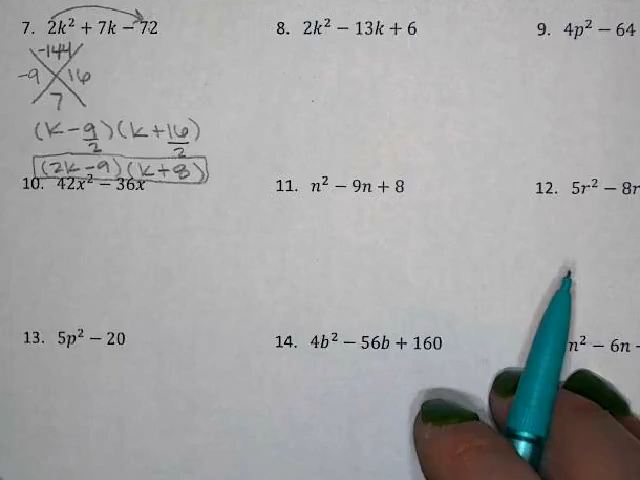 7. 2k² + 7k − 72
8. 2k² − 13k + 6
9. 4p² − 64
-144
-9 16
7
(k - 9/2)(k + 16/2)
(2k-9)(k+8)
10. 42x² − 36x
11. n² − 9n + 8
12. 5r² − 8r
13. 5p² − 20
14. 4b² − 56b + 160
n² − 6n −